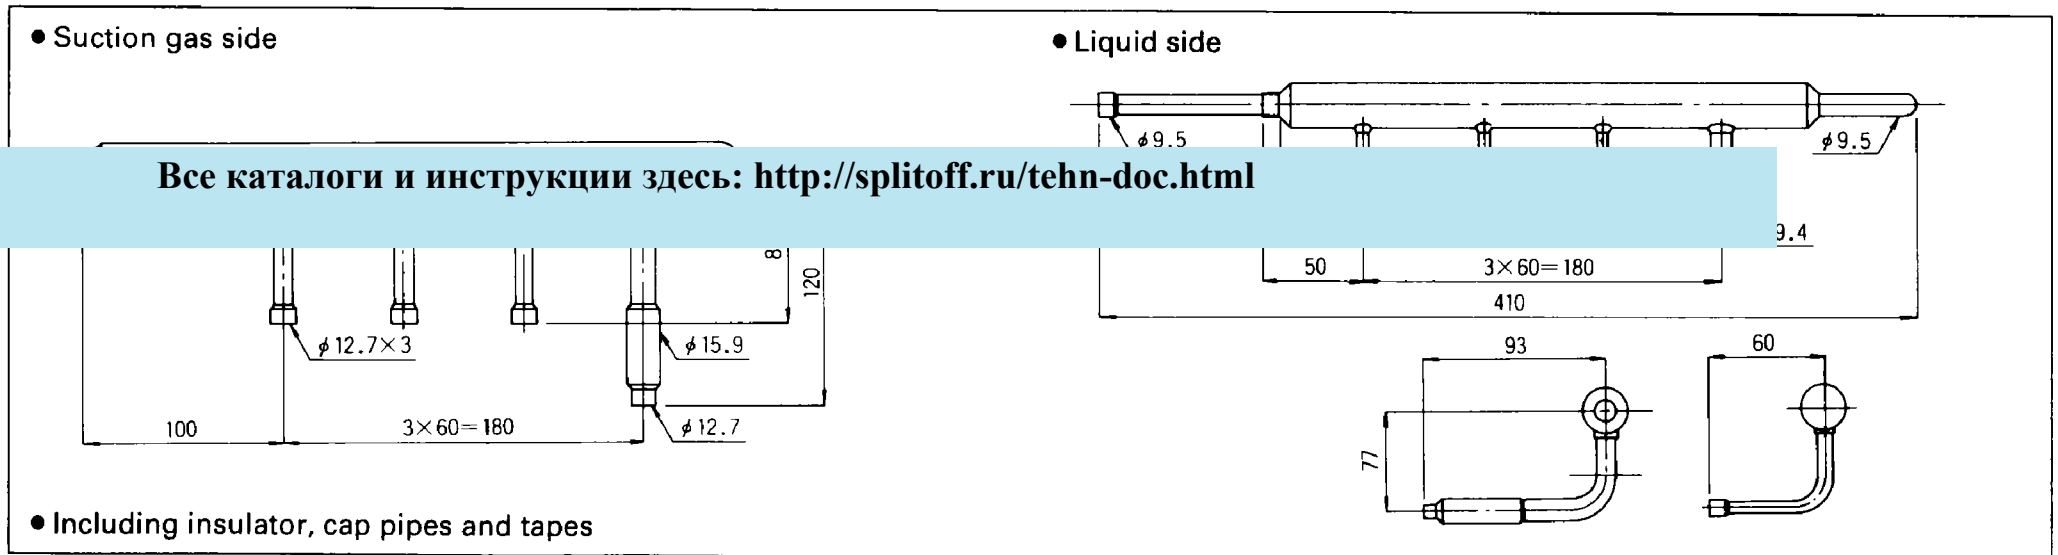 ● Suction gas side
● Liquid side
φ9.5
φ9.5
Все каталоги и инструкции здесь: http://splitoff.ru/tehn-doc.html
9.4
8
120
50
3×60=180
410
φ12.7×3
φ15.9
93
60
100
3×60=180
φ12.7
77
● Including insulator, cap pipes and tapes